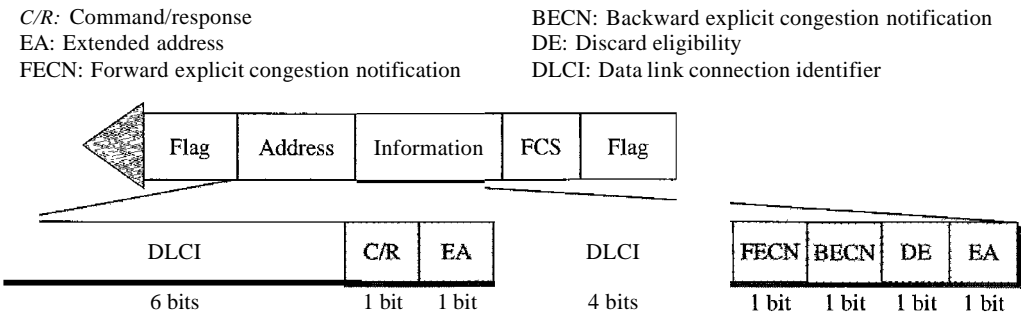 C/R: Command/response
EA: Extended address
FECN: Forward explicit congestion notification
BECN: Backward explicit congestion notification
DE: Discard eligibility
DLCI: Data link connection identifier
Flag Address Information FCS Flag
DLCI C/R EA DLCI FECN BECN DE EA
6 bits 1 bit 1 bit 4 bits 1 bit 1 bit 1 bit 1 bit